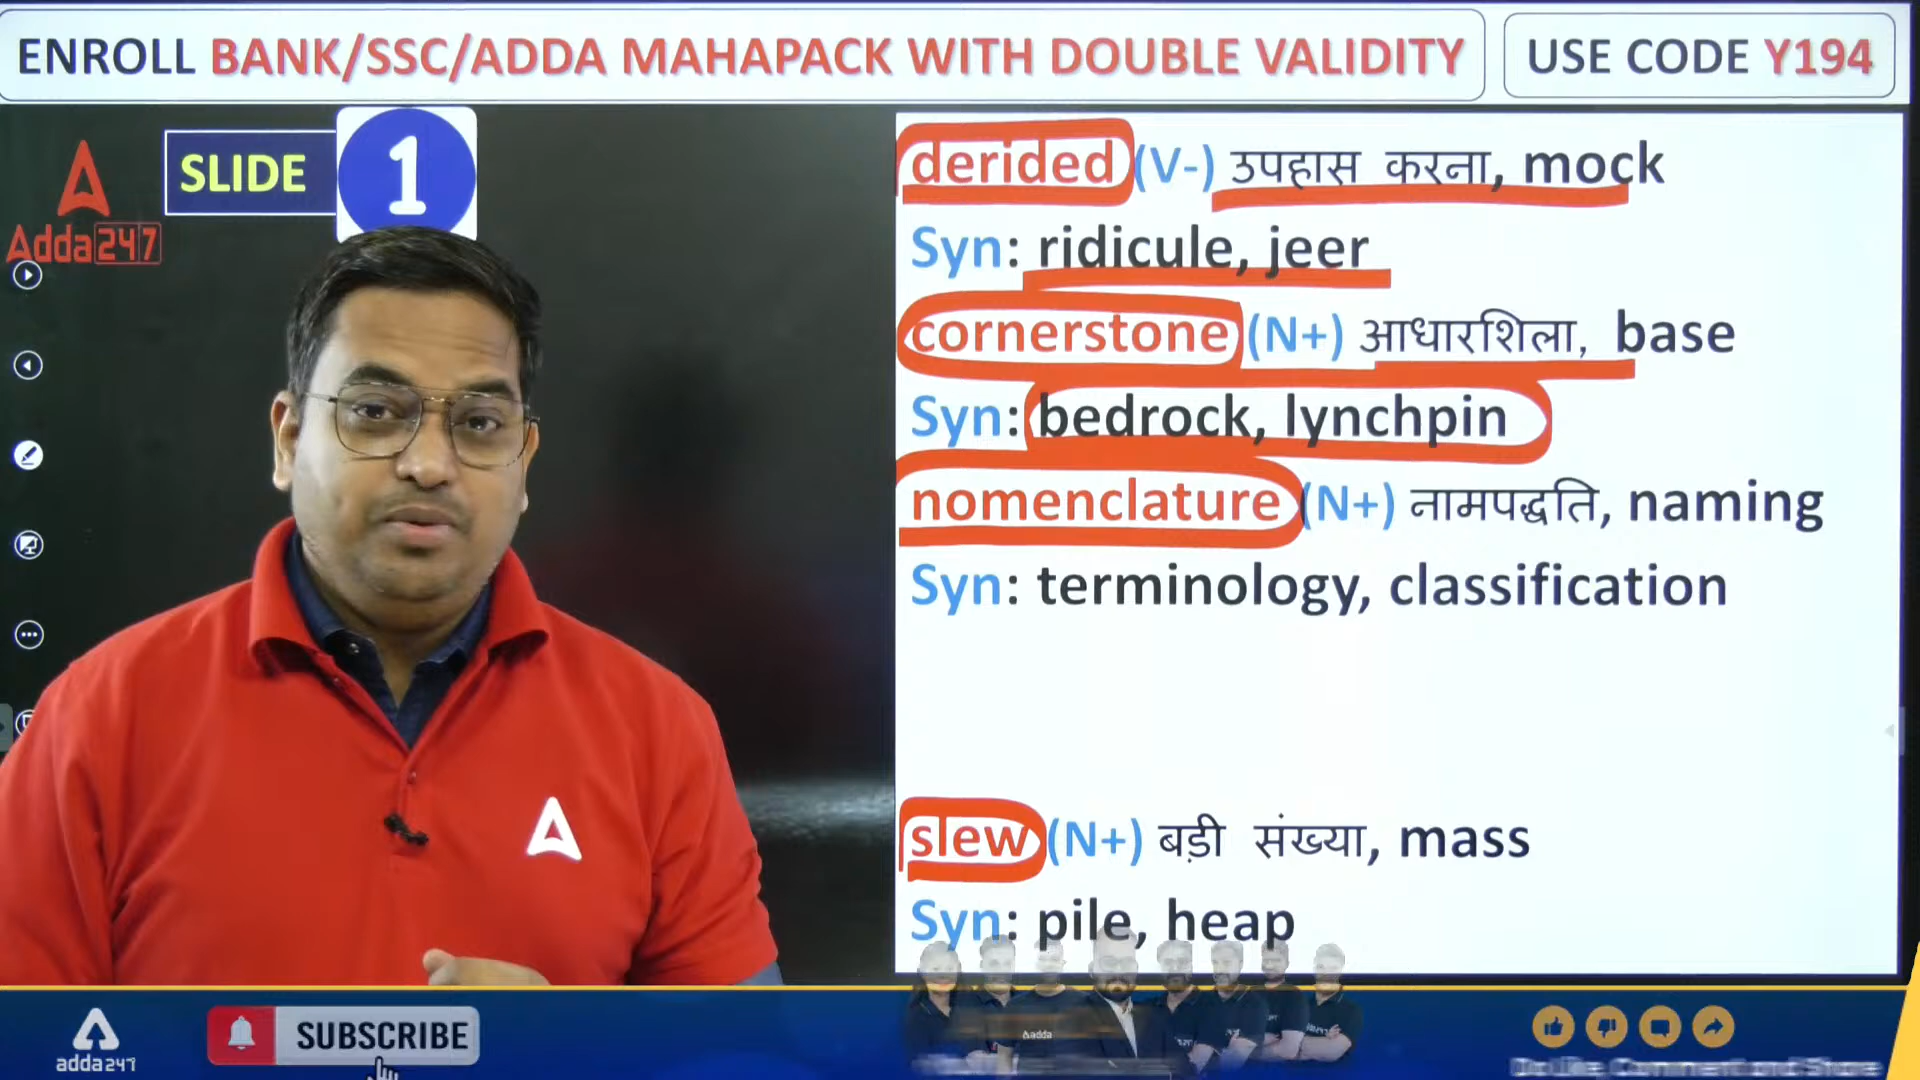 ENROLL BANK/SSC/ADDA MAHAPACK WITH DOUBLE VALIDITY
USE CODE Y194
SLIDE 1
Adda247
derided (V-) उपहास करना, mock
Syn: ridicule, jeer
cornerstone (N+) आधारशिला, base
Syn: bedrock, lynchpin
nomenclature (N+) नामपद्धति, naming
Syn: terminology, classification
slew (N+) बड़ी संख्या, mass
Syn: pile, heap
adda247
SUBSCRIBE
adda